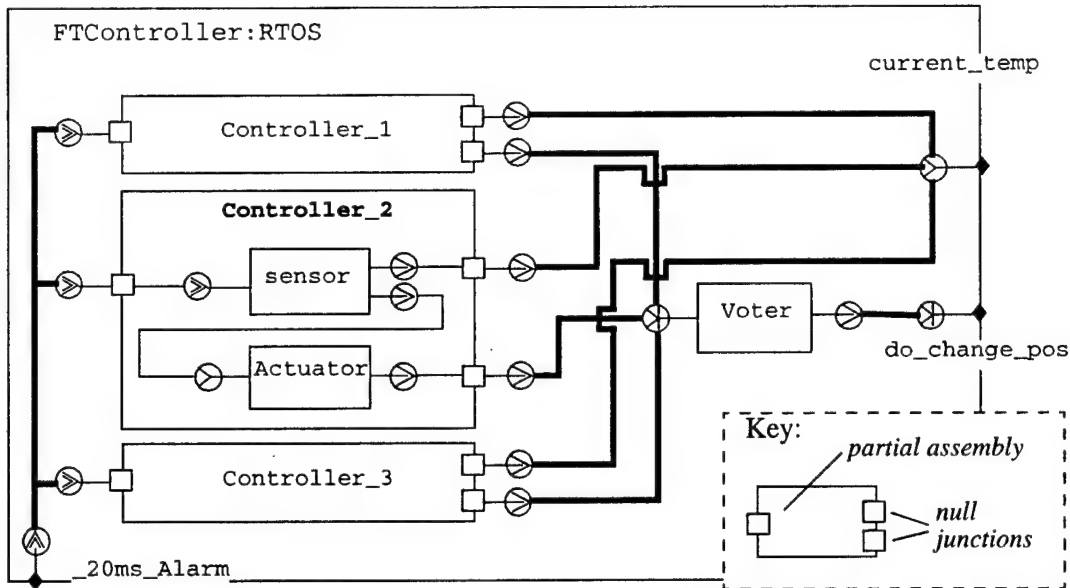 FTController:RTOS
current_temp
Controller_1
Controller_2
sensor
Voter
do_change_pos
Actuator
Controller_3
_20ms_Alarm
Key:
partial assembly
null
junctions